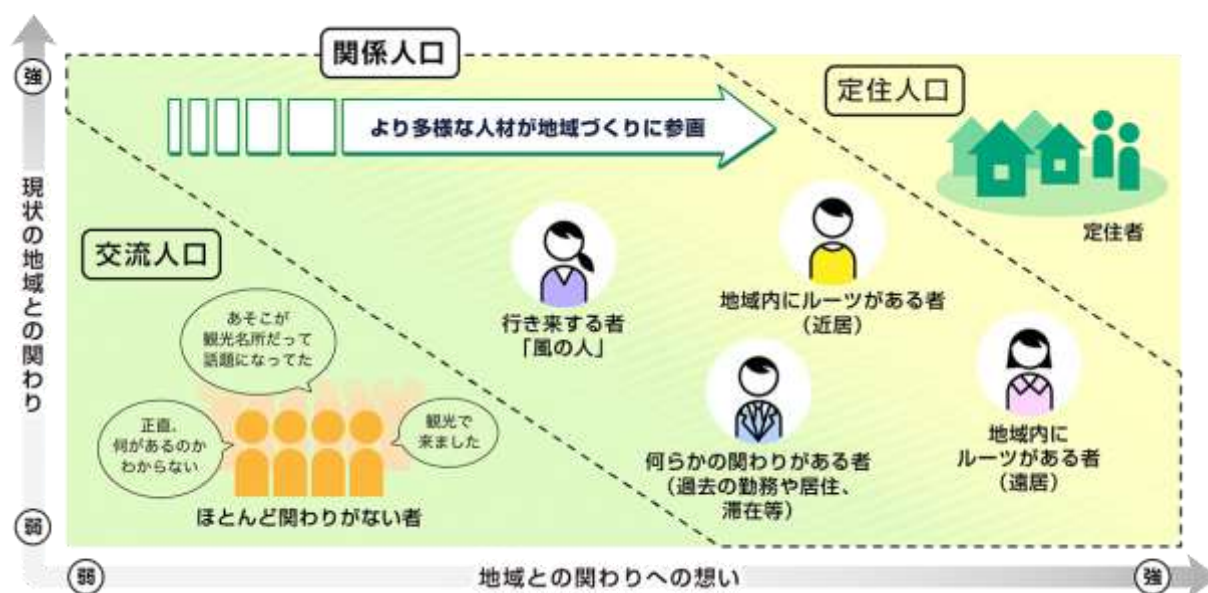 関係人口
強
定住人口
より多様な人材が地域づくりに参画
現状の地域との関わり
定住者
交流人口
地域内にルーツがある者
(近居)
行き来する者
「風の人」
あそこが
観光名所だって
話題になってた
正直、
何があるのか
わからない
観光で
来ました
地域内に
ルーツがある者
(遠居)
何らかの関わりがある者
(過去の勤務や居住、
滞在等)
ほとんど関わりがない者
弱
弱
地域との関わりへの想い
強